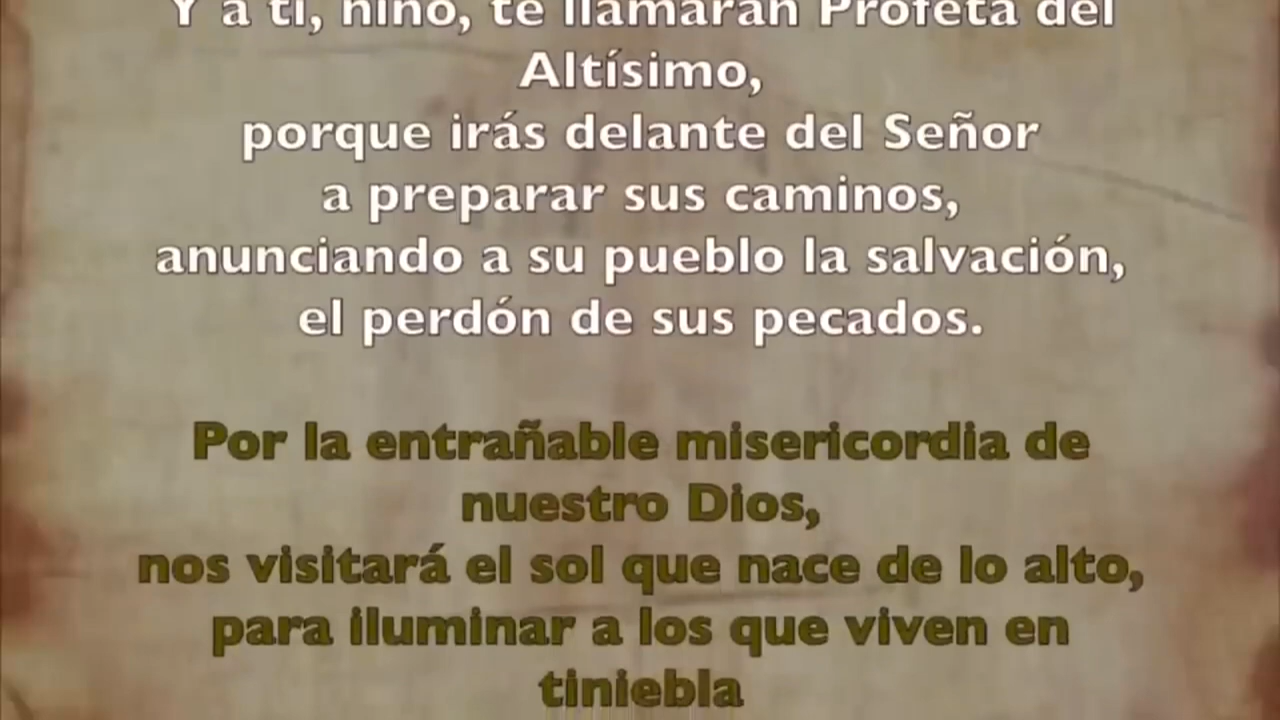 Y a ti, niño, te llamarán Profeta del
Altísimo,
porque irás delante del Señor
a preparar sus caminos,
anunciando a su pueblo la salvación,
el perdón de sus pecados.
Por la entrañable misericordia de
nuestro Dios,
nos visitará el sol que nace de lo alto,
para iluminar a los que viven en
tiniebla